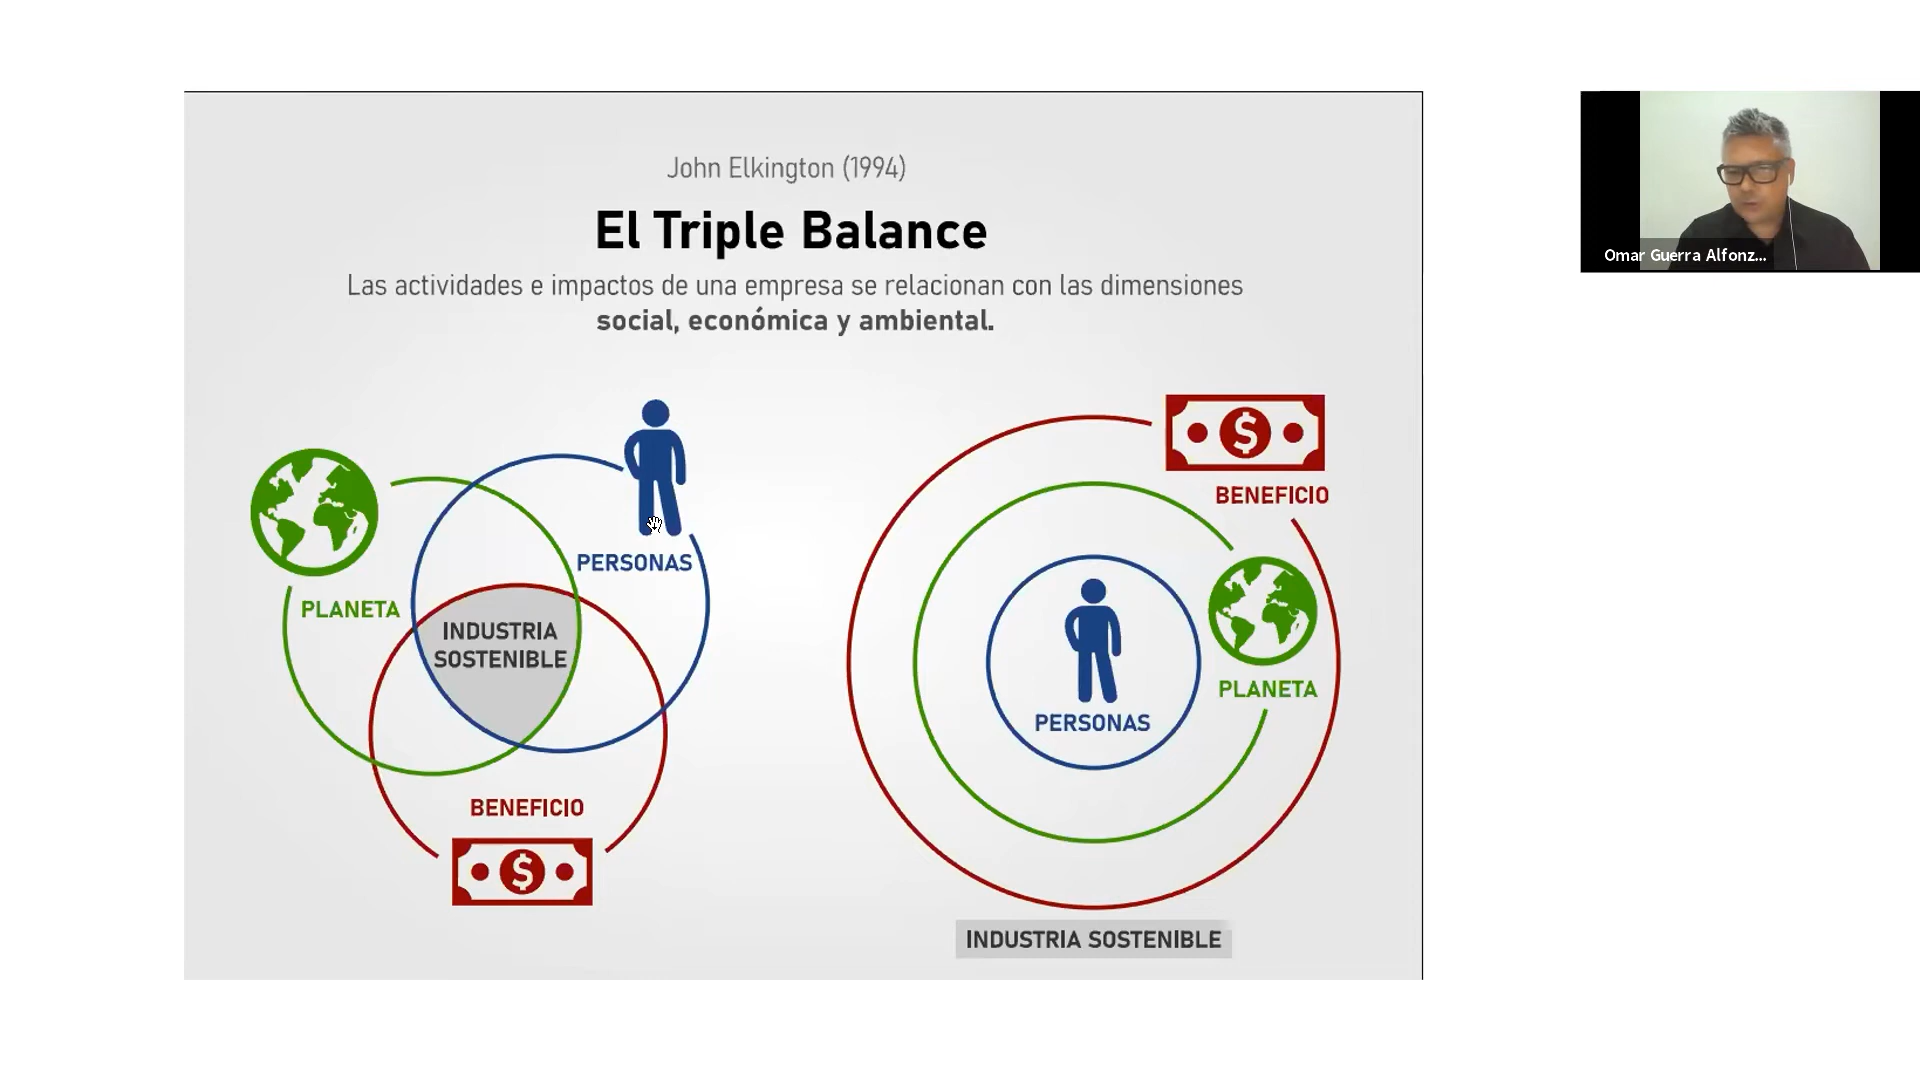 John Elkington (1994)
El Triple Balance
Las actividades e impactos de una empresa se relacionan con las dimensiones
social, económica y ambiental.
PLANETA
PERSONAS
INDUSTRIA
SOSTENIBLE
BENEFICIO
$
$
BENEFICIO
PLANETA
PERSONAS
INDUSTRIA SOSTENIBLE
Omar Guerra Alfonz...